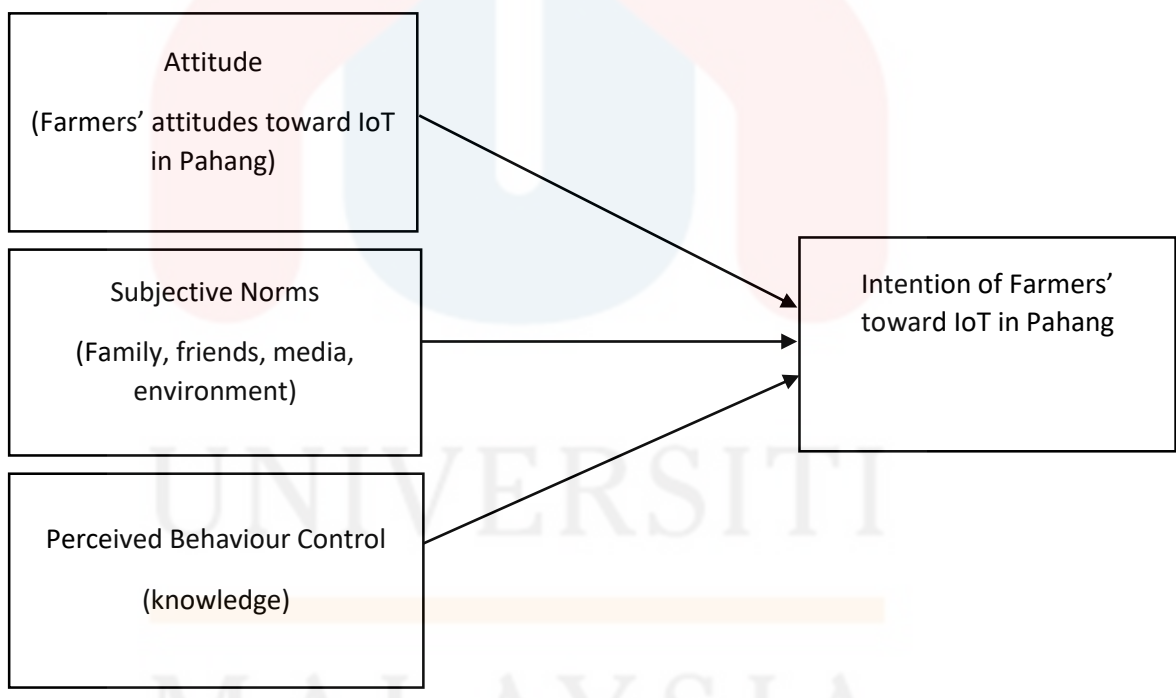 Attitude
(Farmers’ attitudes toward IoT
in Pahang)
Subjective Norms
(Family, friends, media,
environment)
Perceived Behaviour Control
(knowledge)
Intention of Farmers’
toward IoT in Pahang
UNIVERSITI
MALAYSIA